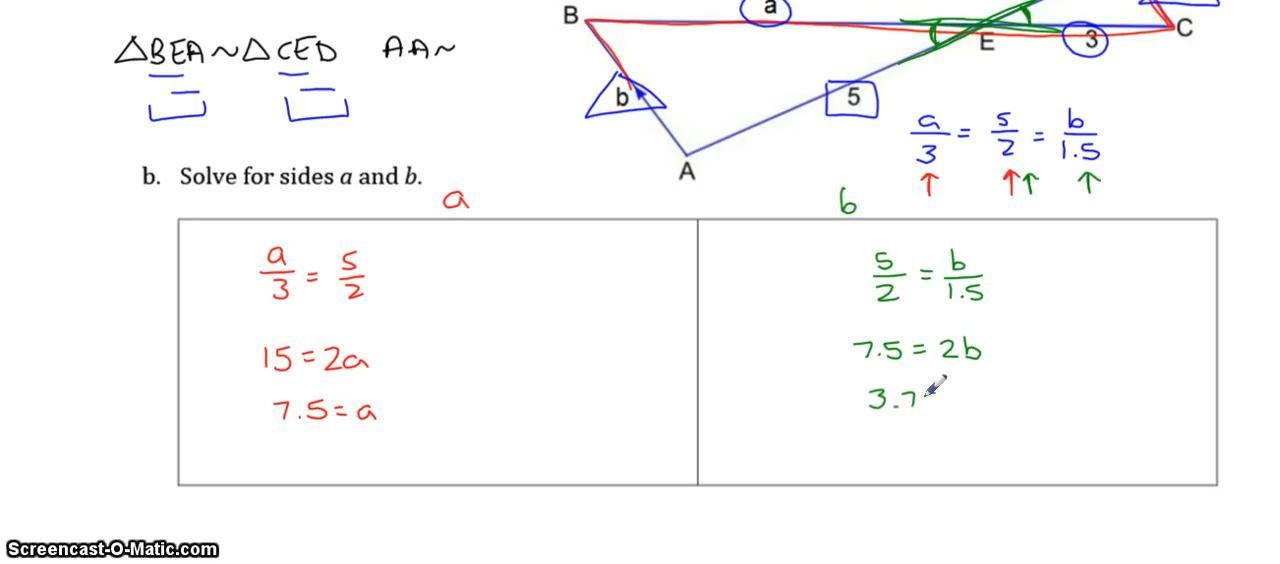 B
a
C
△BEA ~ △CED AA~
E
3
b
5
a/3 = 5/2 = b/1.5
A
b. Solve for sides a and b.
a
b
a/3 = 5/2
5/2 = b/1.5
15 = 2a
7.5 = 2b
7.5 = a
3.7
Screencast-O-Matic.com